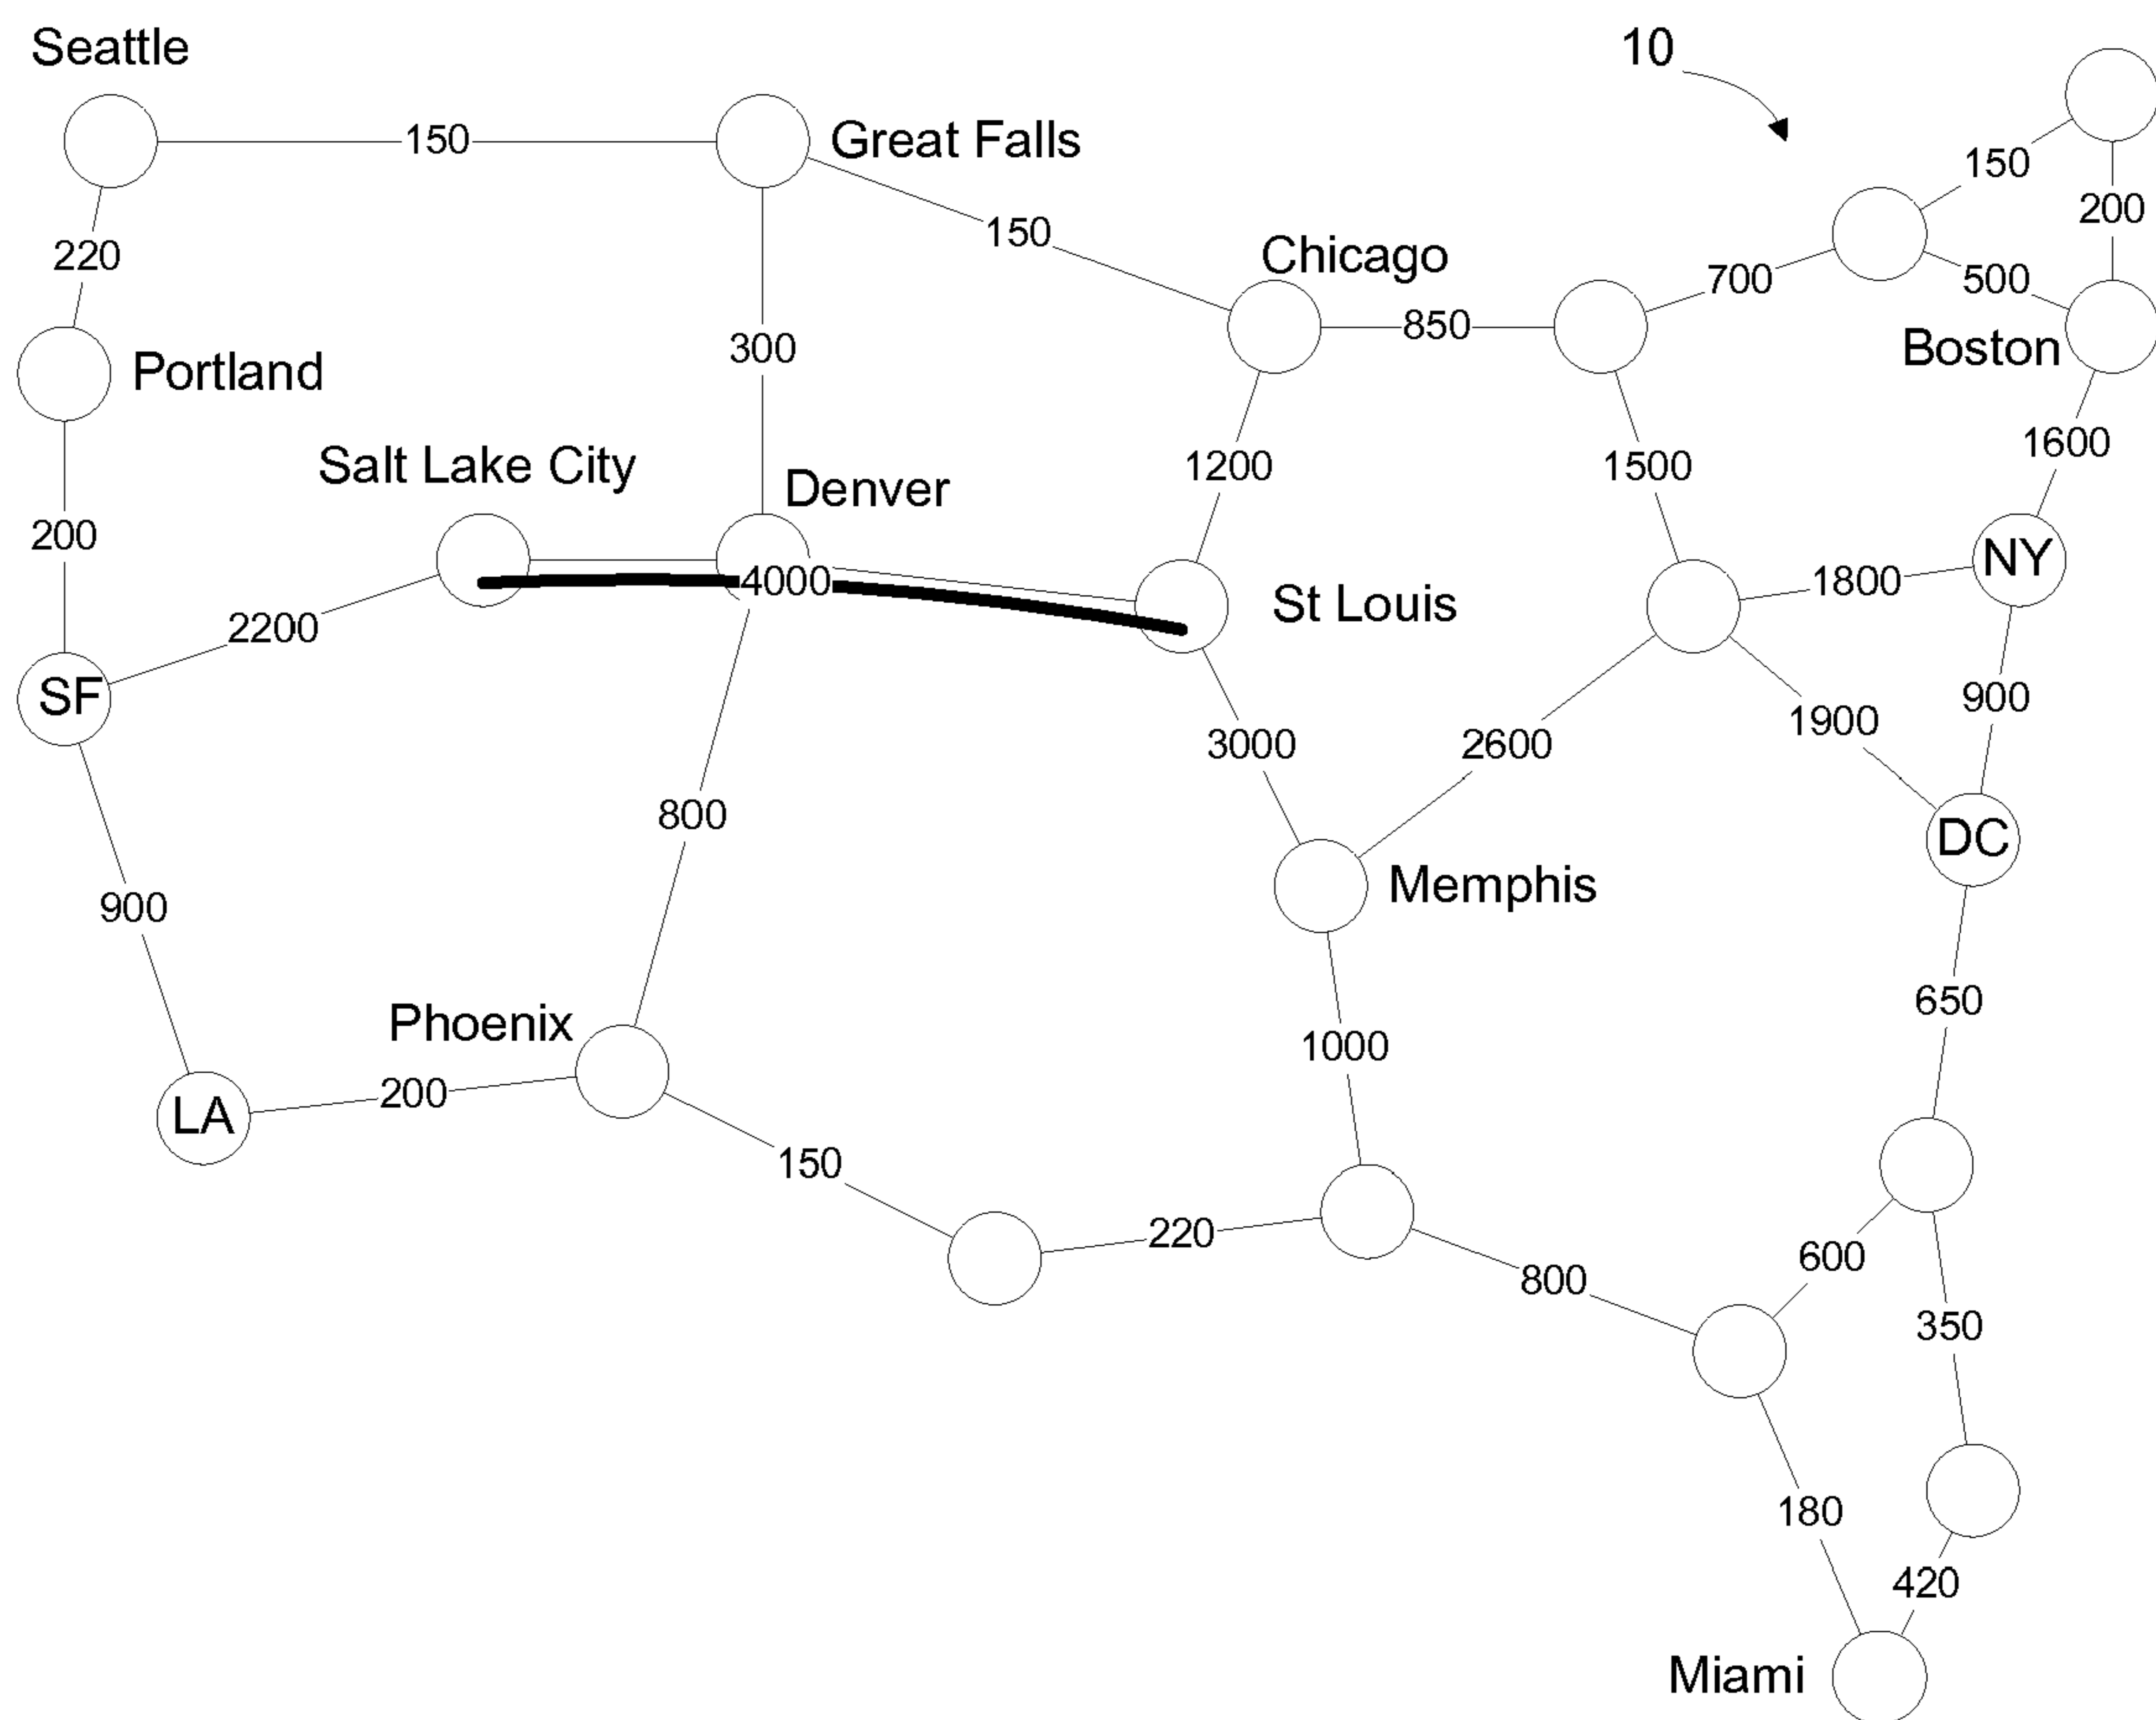 Seattle
10
150
Great Falls
150
200
220
150
Chicago
700
500
300
850
Boston
Portland
Salt Lake City
Denver
1200
1500
1600
200
4000
NY
1800
2200
St Louis
SF
900
3000
2600
1900
800
DC
900
Memphis
650
Phoenix
1000
200
LA
150
220
800
600
350
180
420
Miami